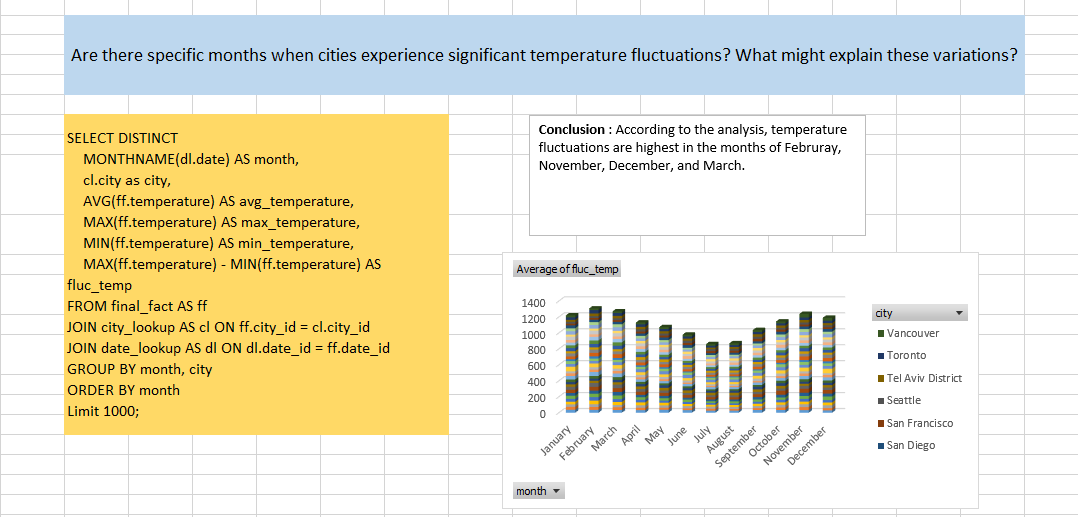 Are there specific months when cities experience significant temperature fluctuations? What might explain these variations?
SELECT DISTINCT
MONTHNAME(dl.date) AS month,
cl.city as city,
AVG(ff.temperature) AS avg_temperature,
MAX(ff.temperature) AS max_temperature,
MIN(ff.temperature) AS min_temperature,
MAX(ff.temperature) - MIN(ff.temperature) AS
fluc_temp
FROM final_fact AS ff
JOIN city_lookup AS cl ON ff.city_id = cl.city_id
JOIN date_lookup AS dl ON dl.date_id = ff.date_id
GROUP BY month, city
ORDER BY month
Limit 1000;
Conclusion : According to the analysis, temperature
fluctuations are highest in the months of Februray,
November, December, and March.
Average of fluc_temp
1400
1200
1000
800
600
400
200
0
January
February
March
April
May
June
July
August
September
October
November
December
city
Vancouver
Toronto
Tel Aviv District
Seattle
San Francisco
San Diego
month